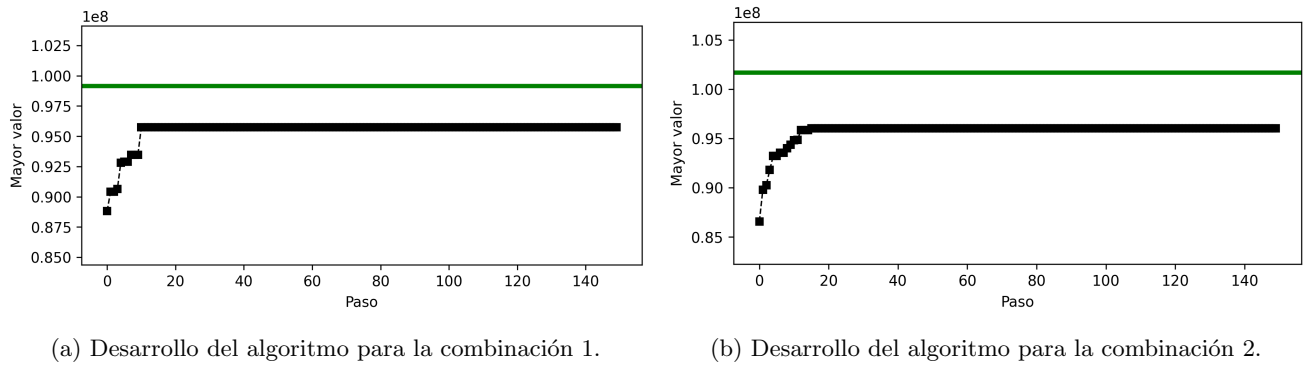 1e8
1.025
1.000
0.975
0.950
0.925
0.900
0.875
0.850
Mayor valor
0 20 40 60 80 100 120 140
Paso
(a) Desarrollo del algoritmo para la combinación 1.
1e8
1.05
1.00
0.95
0.90
0.85
Mayor valor
0 20 40 60 80 100 120 140
Paso
(b) Desarrollo del algoritmo para la combinación 2.